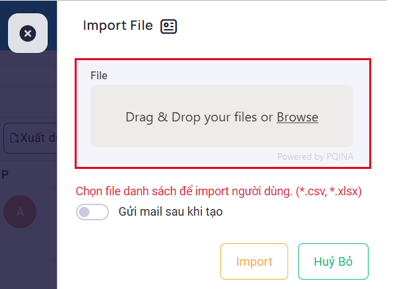 Import File
File
Xuất d
Drag & Drop your files or Browse
Powered by PQINA
P
A
Chọn file danh sách để import người dùng. (*.csv, *.xlsx)
Gửi mail sau khi tạo
Import
Huỷ Bỏ